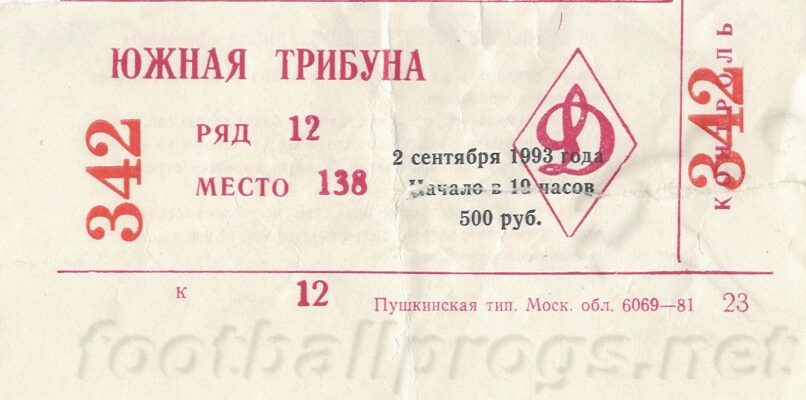 ЮЖНАЯ ТРИБУНА
РЯД 12
МЕСТО 138
342
2 сентября 1993 года
Начало в 19 часов
500 руб.
Д
342
КОНТРОЛЬ
к 12
Пушкинская тип. Моск. обл. 6069—81 23
footballprogs.net